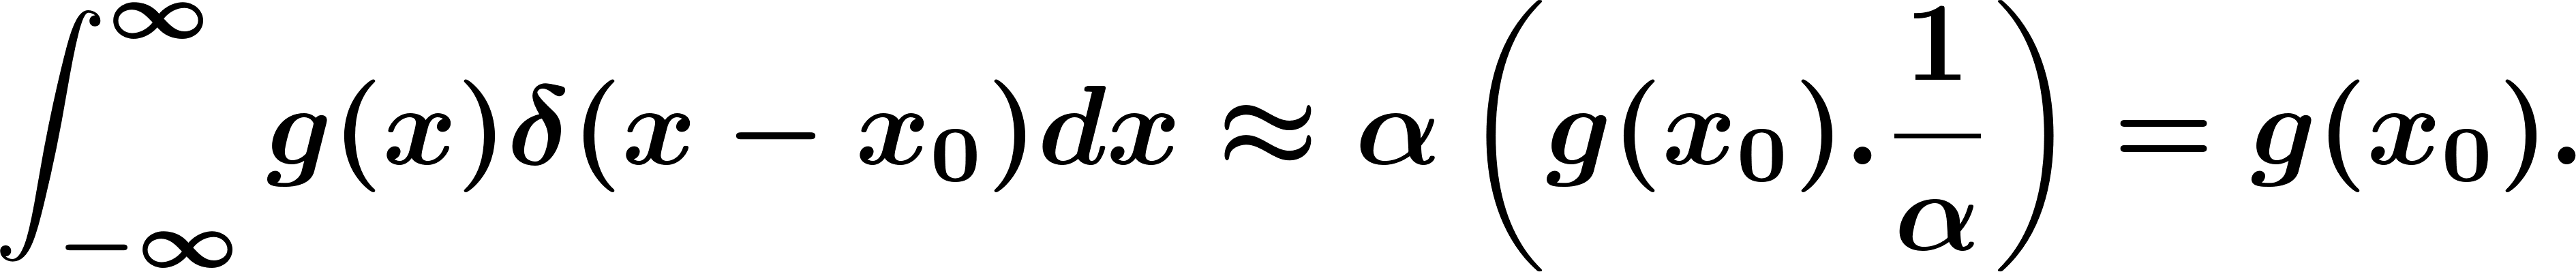 ∫_{-∞}^{∞} g(x)δ(x − x₀)dx ≈ α (g(x₀).1/α) = g(x₀).